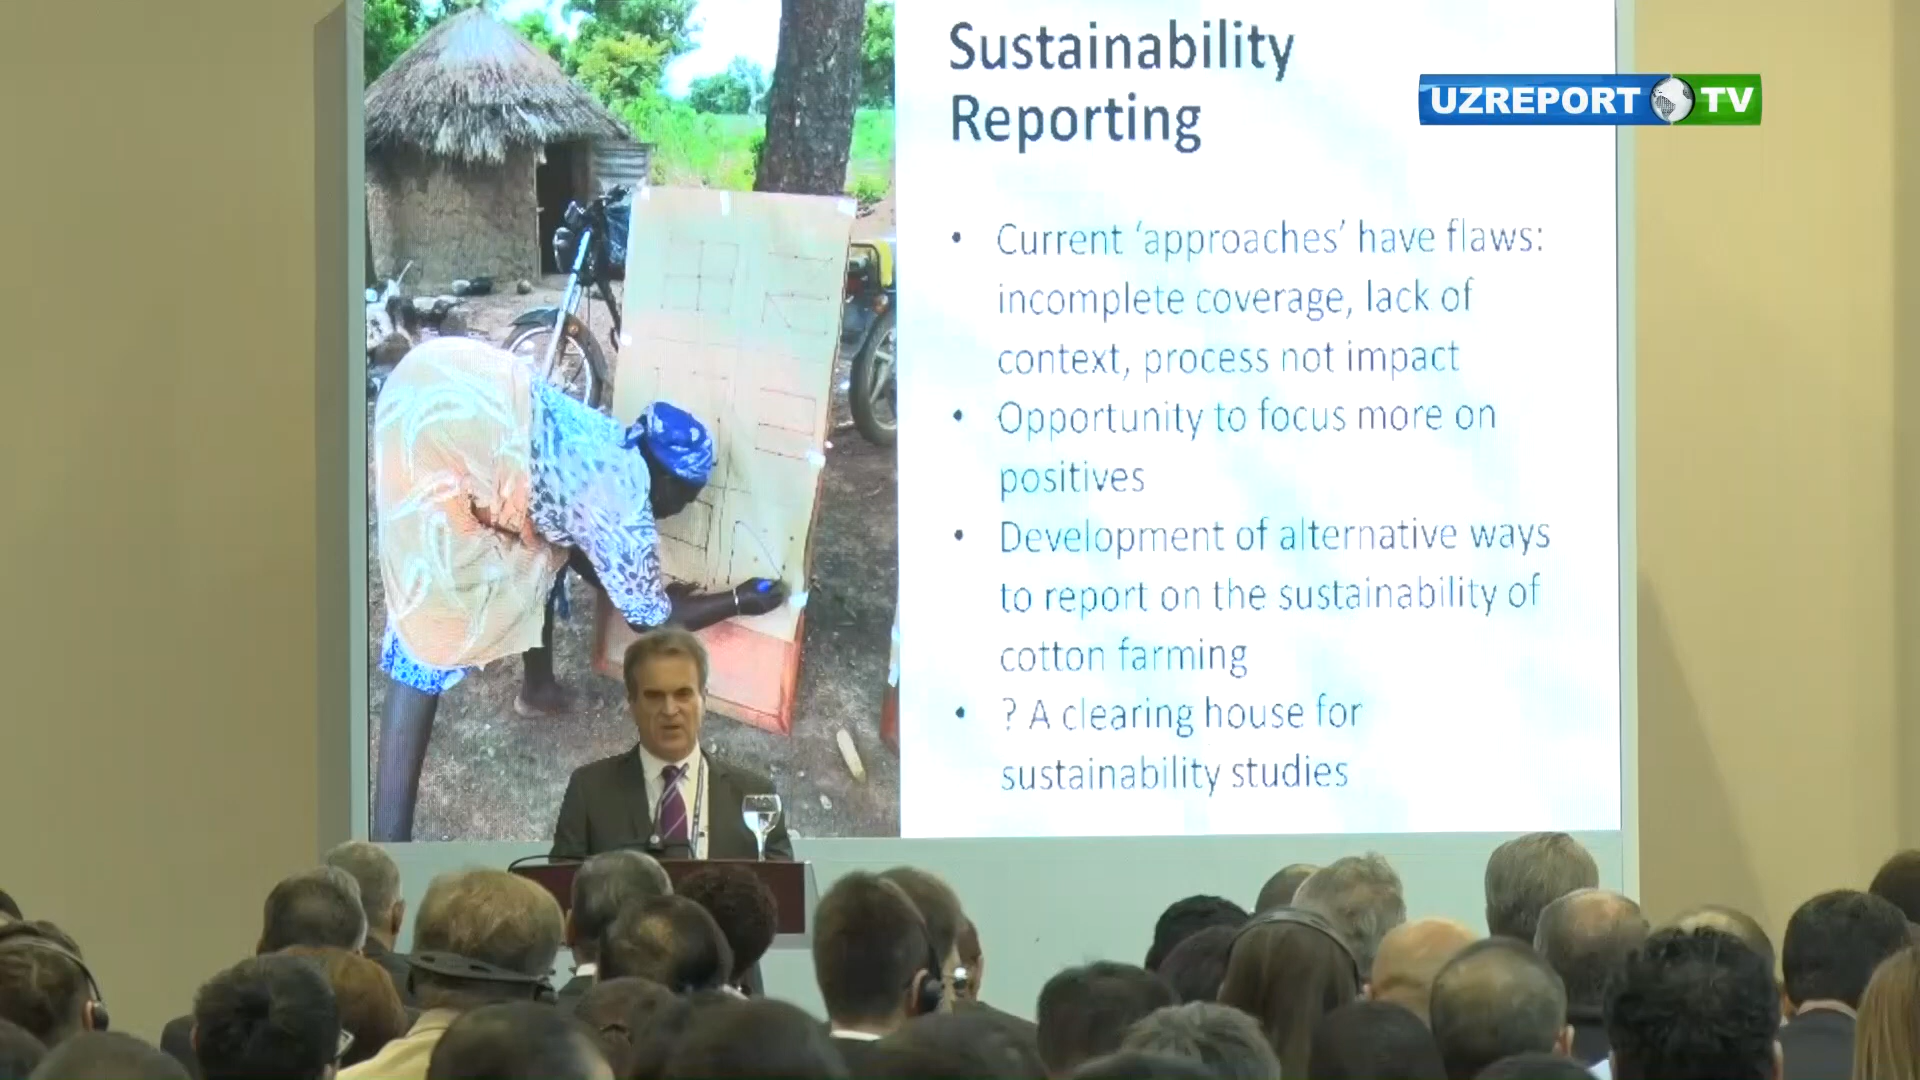 Sustainability
Reporting
UZREPORT TV
• Current ‘approaches’ have flaws:
incomplete coverage, lack of
context, process not impact
• Opportunity to focus more on
positives
• Development of alternative ways
to report on the sustainability of
cotton farming
• ? A clearing house for
sustainability studies